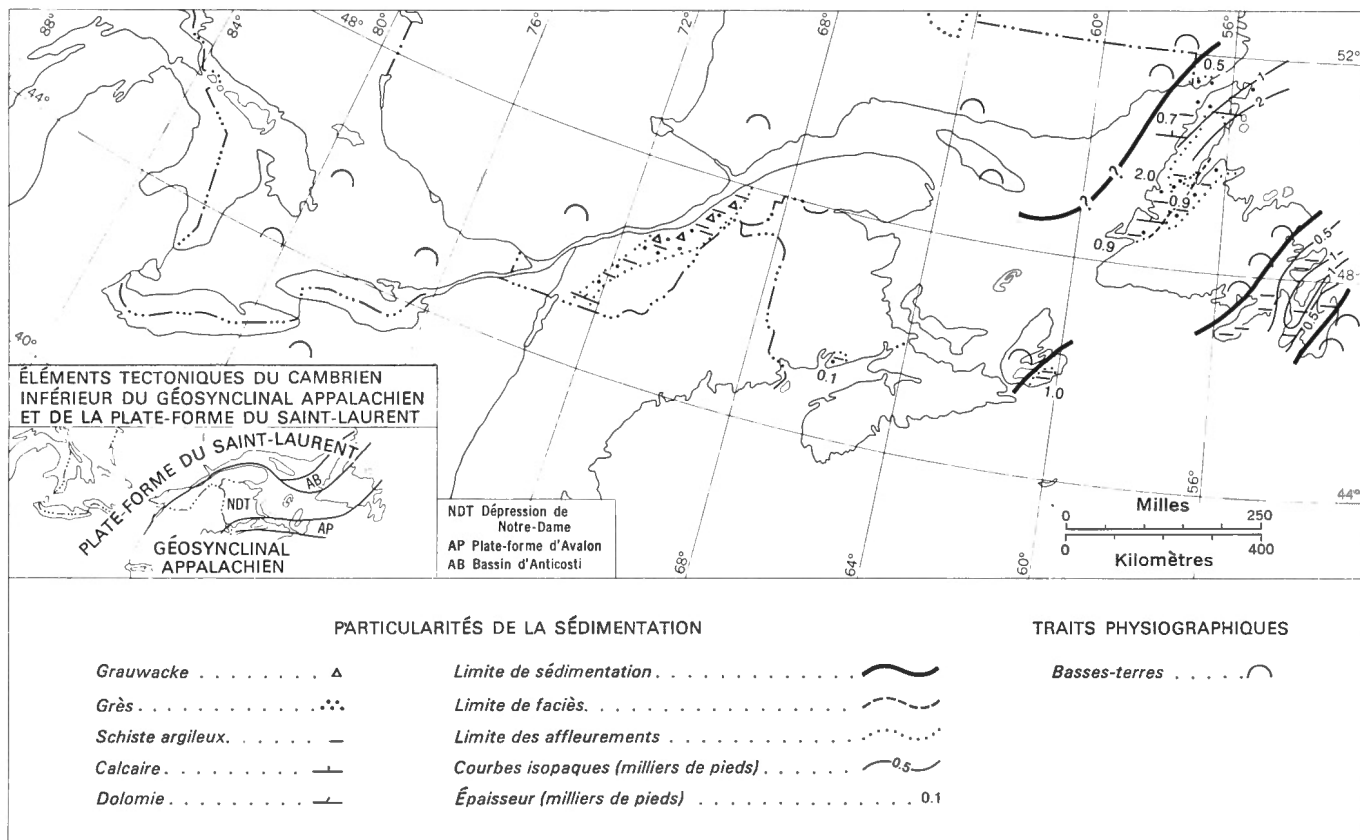 88°
84°
48°
80°
76°
72°
68°
60°
56°
52°
44°
40°
0.5
1
2
0.7
2.0
0.9
0.9
?
?
0.5
1
48°
0.5
0.1
1.0
ÉLÉMENTS TECTONIQUES DU CAMBRIEN
INFÉRIEUR DU GÉOSYNCLINAL APPALACHIEN
ET DE LA PLATE-FORME DU SAINT-LAURENT
PLATE-FORME DU SAINT-LAURENT
AB
NDT
AP
GÉOSYNCLINAL
APPALACHIEN
NDT Dépression de
Notre-Dame
AP Plate-forme d'Avalon
AB Bassin d'Anticosti
68°
64°
60°
56°
44°
Milles
0 250
0 400
Kilomètres
PARTICULARITÉS DE LA SÉDIMENTATION
TRAITS PHYSIOGRAPHIQUES
Grauwacke
Limite de sédimentation
Basses-terres
Grès
Limite de faciès
Schiste argileux
Limite des affleurements
Calcaire
Courbes isopaques (milliers de pieds) 0.5
Dolomie
Épaisseur (milliers de pieds) 0.1